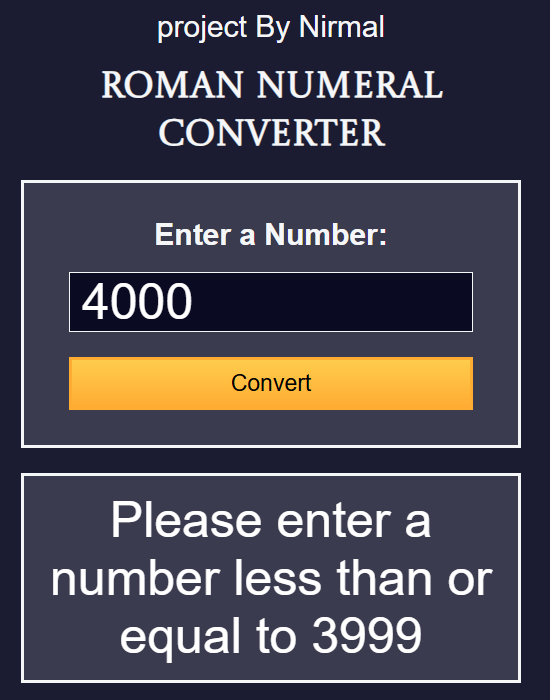 project By Nirmal
ROMAN NUMERAL
CONVERTER
Enter a Number:
4000
Convert
Please enter a
number less than or
equal to 3999